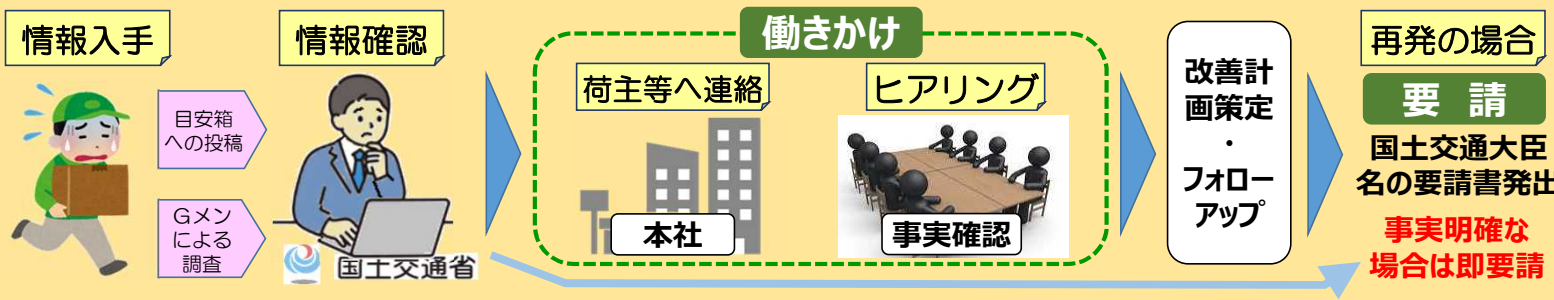 情報入手
目安箱
への投稿
Gメン
による
調査
情報確認
国土交通省
働きかけ
荷主等へ連絡
本社
ヒアリング
事実確認
改善計
画策定
・
フォロー
アップ
再発の場合
要 請
国土交通大臣
名の要請書発出
事実明確な
場合は即要請